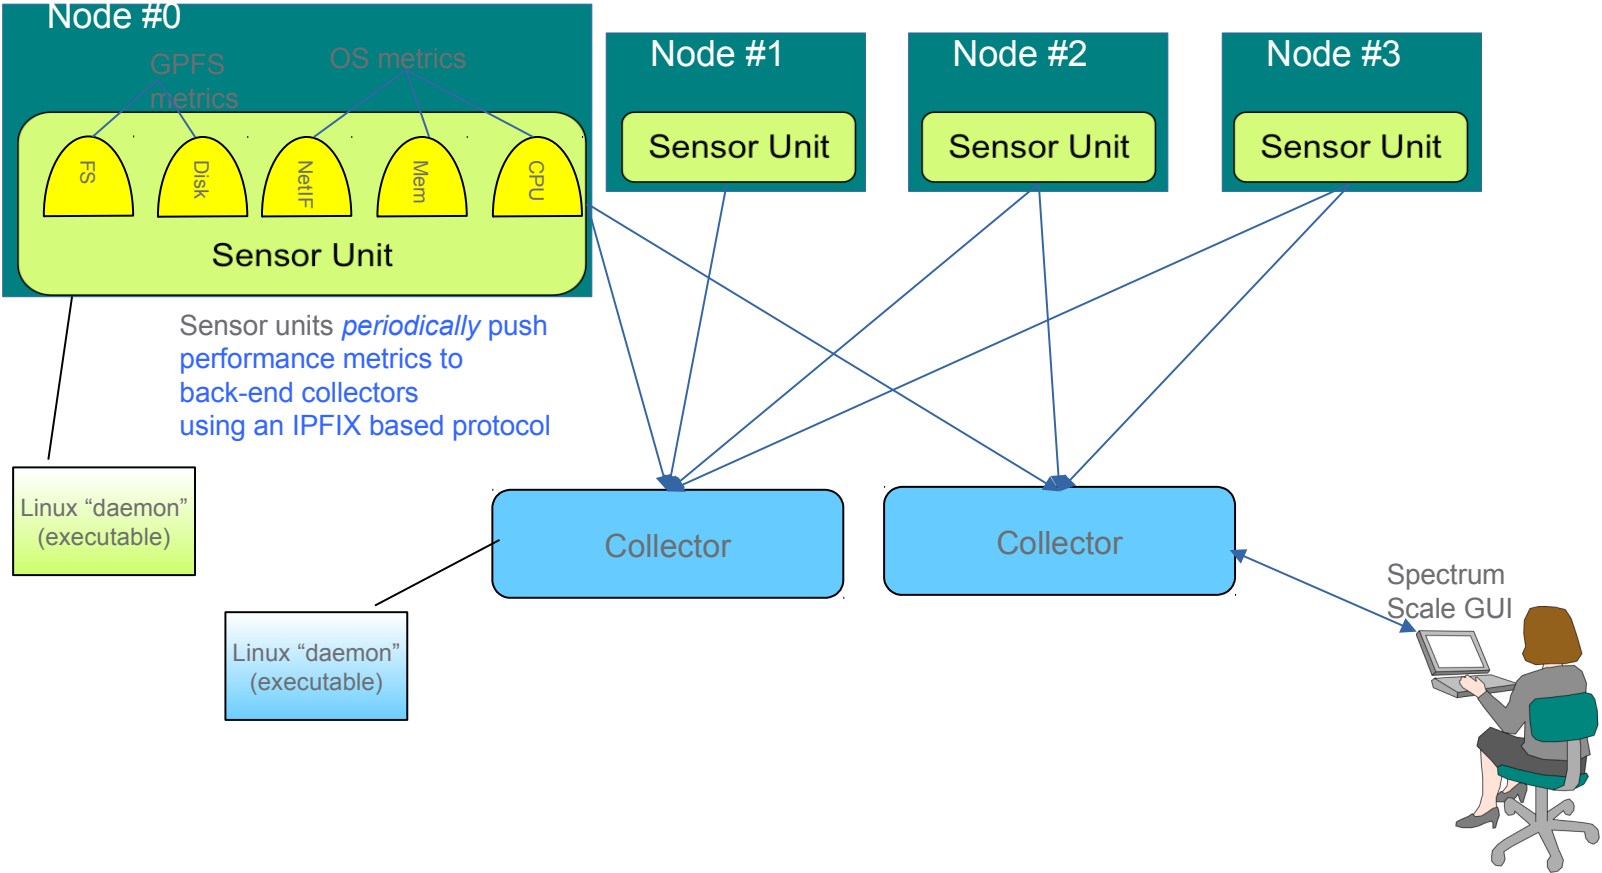 Node #0
GPFS
metrics
OS metrics
FS
Disk
NetIF
Mem
CPU
Sensor Unit
Node #1
Sensor Unit
Node #2
Sensor Unit
Node #3
Sensor Unit
Sensor units periodically push
performance metrics to
back-end collectors
using an IPFIX based protocol
Linux “daemon”
(executable)
Collector
Collector
Linux “daemon”
(executable)
Spectrum
Scale GUI